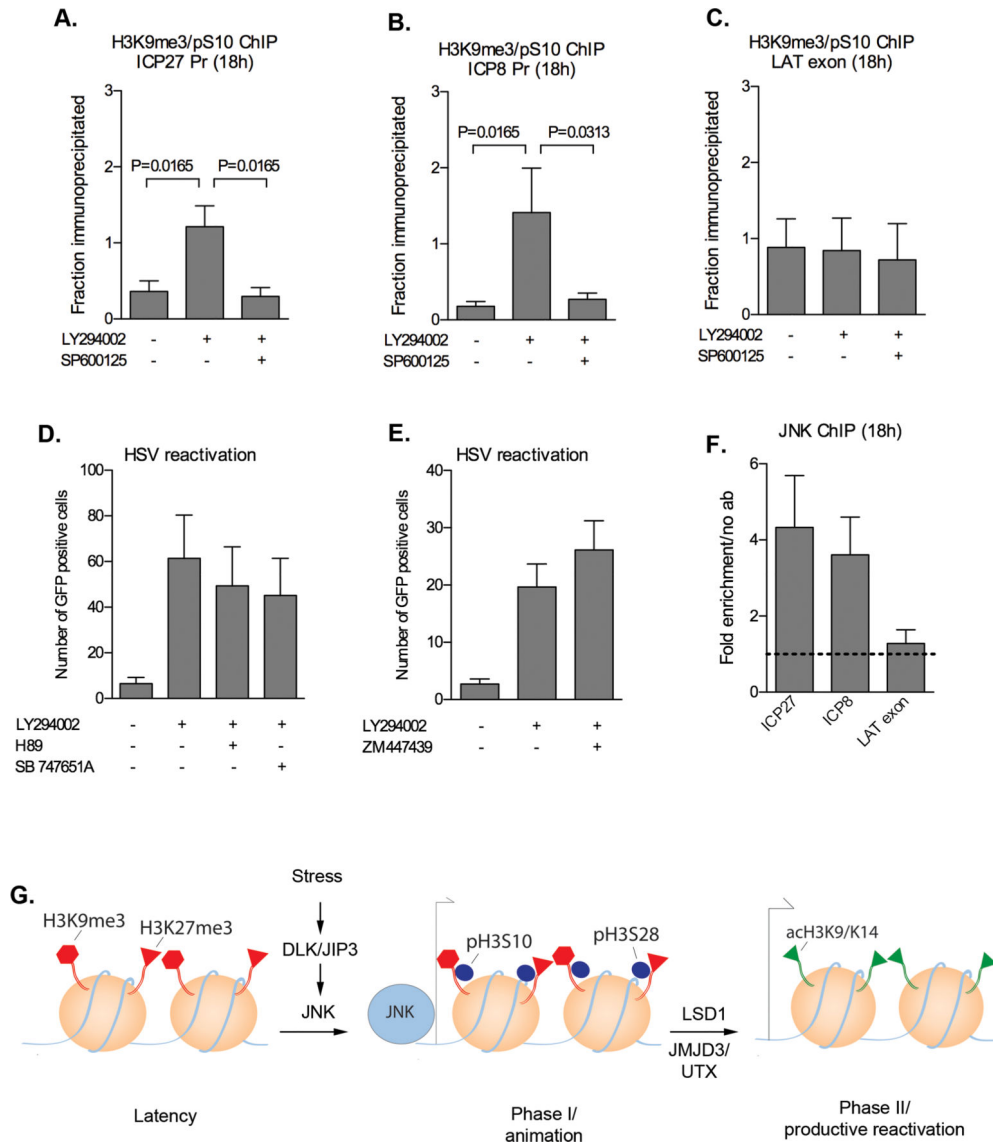 A.
H3K9me3/pS10 ChIP
ICP27 Pr (18h)
Fraction immunoprecipitated
3
2
1
0
P=0.0165
P=0.0165
LY294002 - + +
SP600125 - - +
B.
H3K9me3/pS10 ChIP
ICP8 Pr (18h)
Fraction immunoprecipitated
3
2
1
0
P=0.0165
P=0.0313
LY294002 - + +
SP600125 - - +
C.
H3K9me3/pS10 ChIP
LAT exon (18h)
Fraction immunoprecipitated
3
2
1
0
LY294002 - + +
SP600125 - - +
D.
HSV reactivation
Number of GFP positive cells
100
80
60
40
20
0
LY294002 - + + +
H89 - - + -
SB 747651A - - - +
E.
HSV reactivation
Number of GFP positive cells
40
30
20
10
0
LY294002 - + +
ZM447439 - - +
F.
JNK ChIP (18h)
Fold enrichment/no ab
6
4
2
0
ICP27
ICP8
LAT exon
G.
H3K9me3
H3K27me3
Latency
Stress
DLK/JIP3
JNK
JNK
pH3S10
pH3S28
Phase I/
animation
LSD1
JMJD3/
UTX
acH3K9/K14
Phase II/
productive reactivation